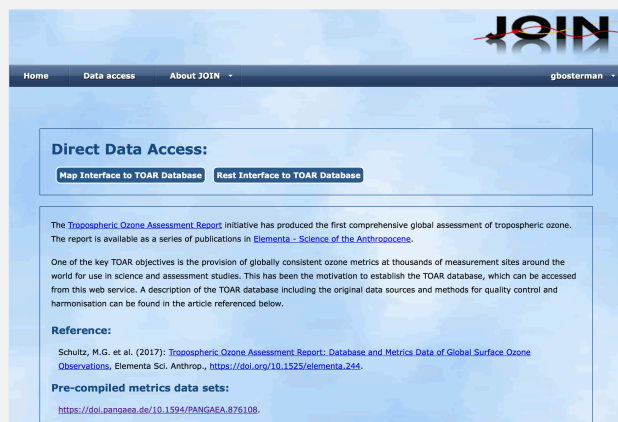 JOIN
Home Data access About JOIN gbosterman
Direct Data Access:
Map Interface to TOAR Database Rest Interface to TOAR Database
The Tropospheric Ozone Assessment Report initiative has produced the first comprehensive global assessment of tropospheric ozone.
The report is available as a series of publications in Elementa - Science of the Anthropocene.
One of the key TOAR objectives is the provision of globally consistent ozone metrics at thousands of measurement sites around the
world for use in science and assessment studies. This has been the motivation to establish the TOAR database, which can be accessed
from this web service. A description of the TOAR database including the original data sources and methods for quality control and
harmonisation can be found in the article referenced below.
Reference:
Schultz, M.G. et al. (2017): Tropospheric Ozone Assessment Report: Database and Metrics Data of Global Surface Ozone
Observations, Elementa Sci. Anthrop., https://doi.org/10.1525/elementa.244.
Pre-compiled metrics data sets:
https://doi.pangaea.de/10.1594/PANGAEA.876108.